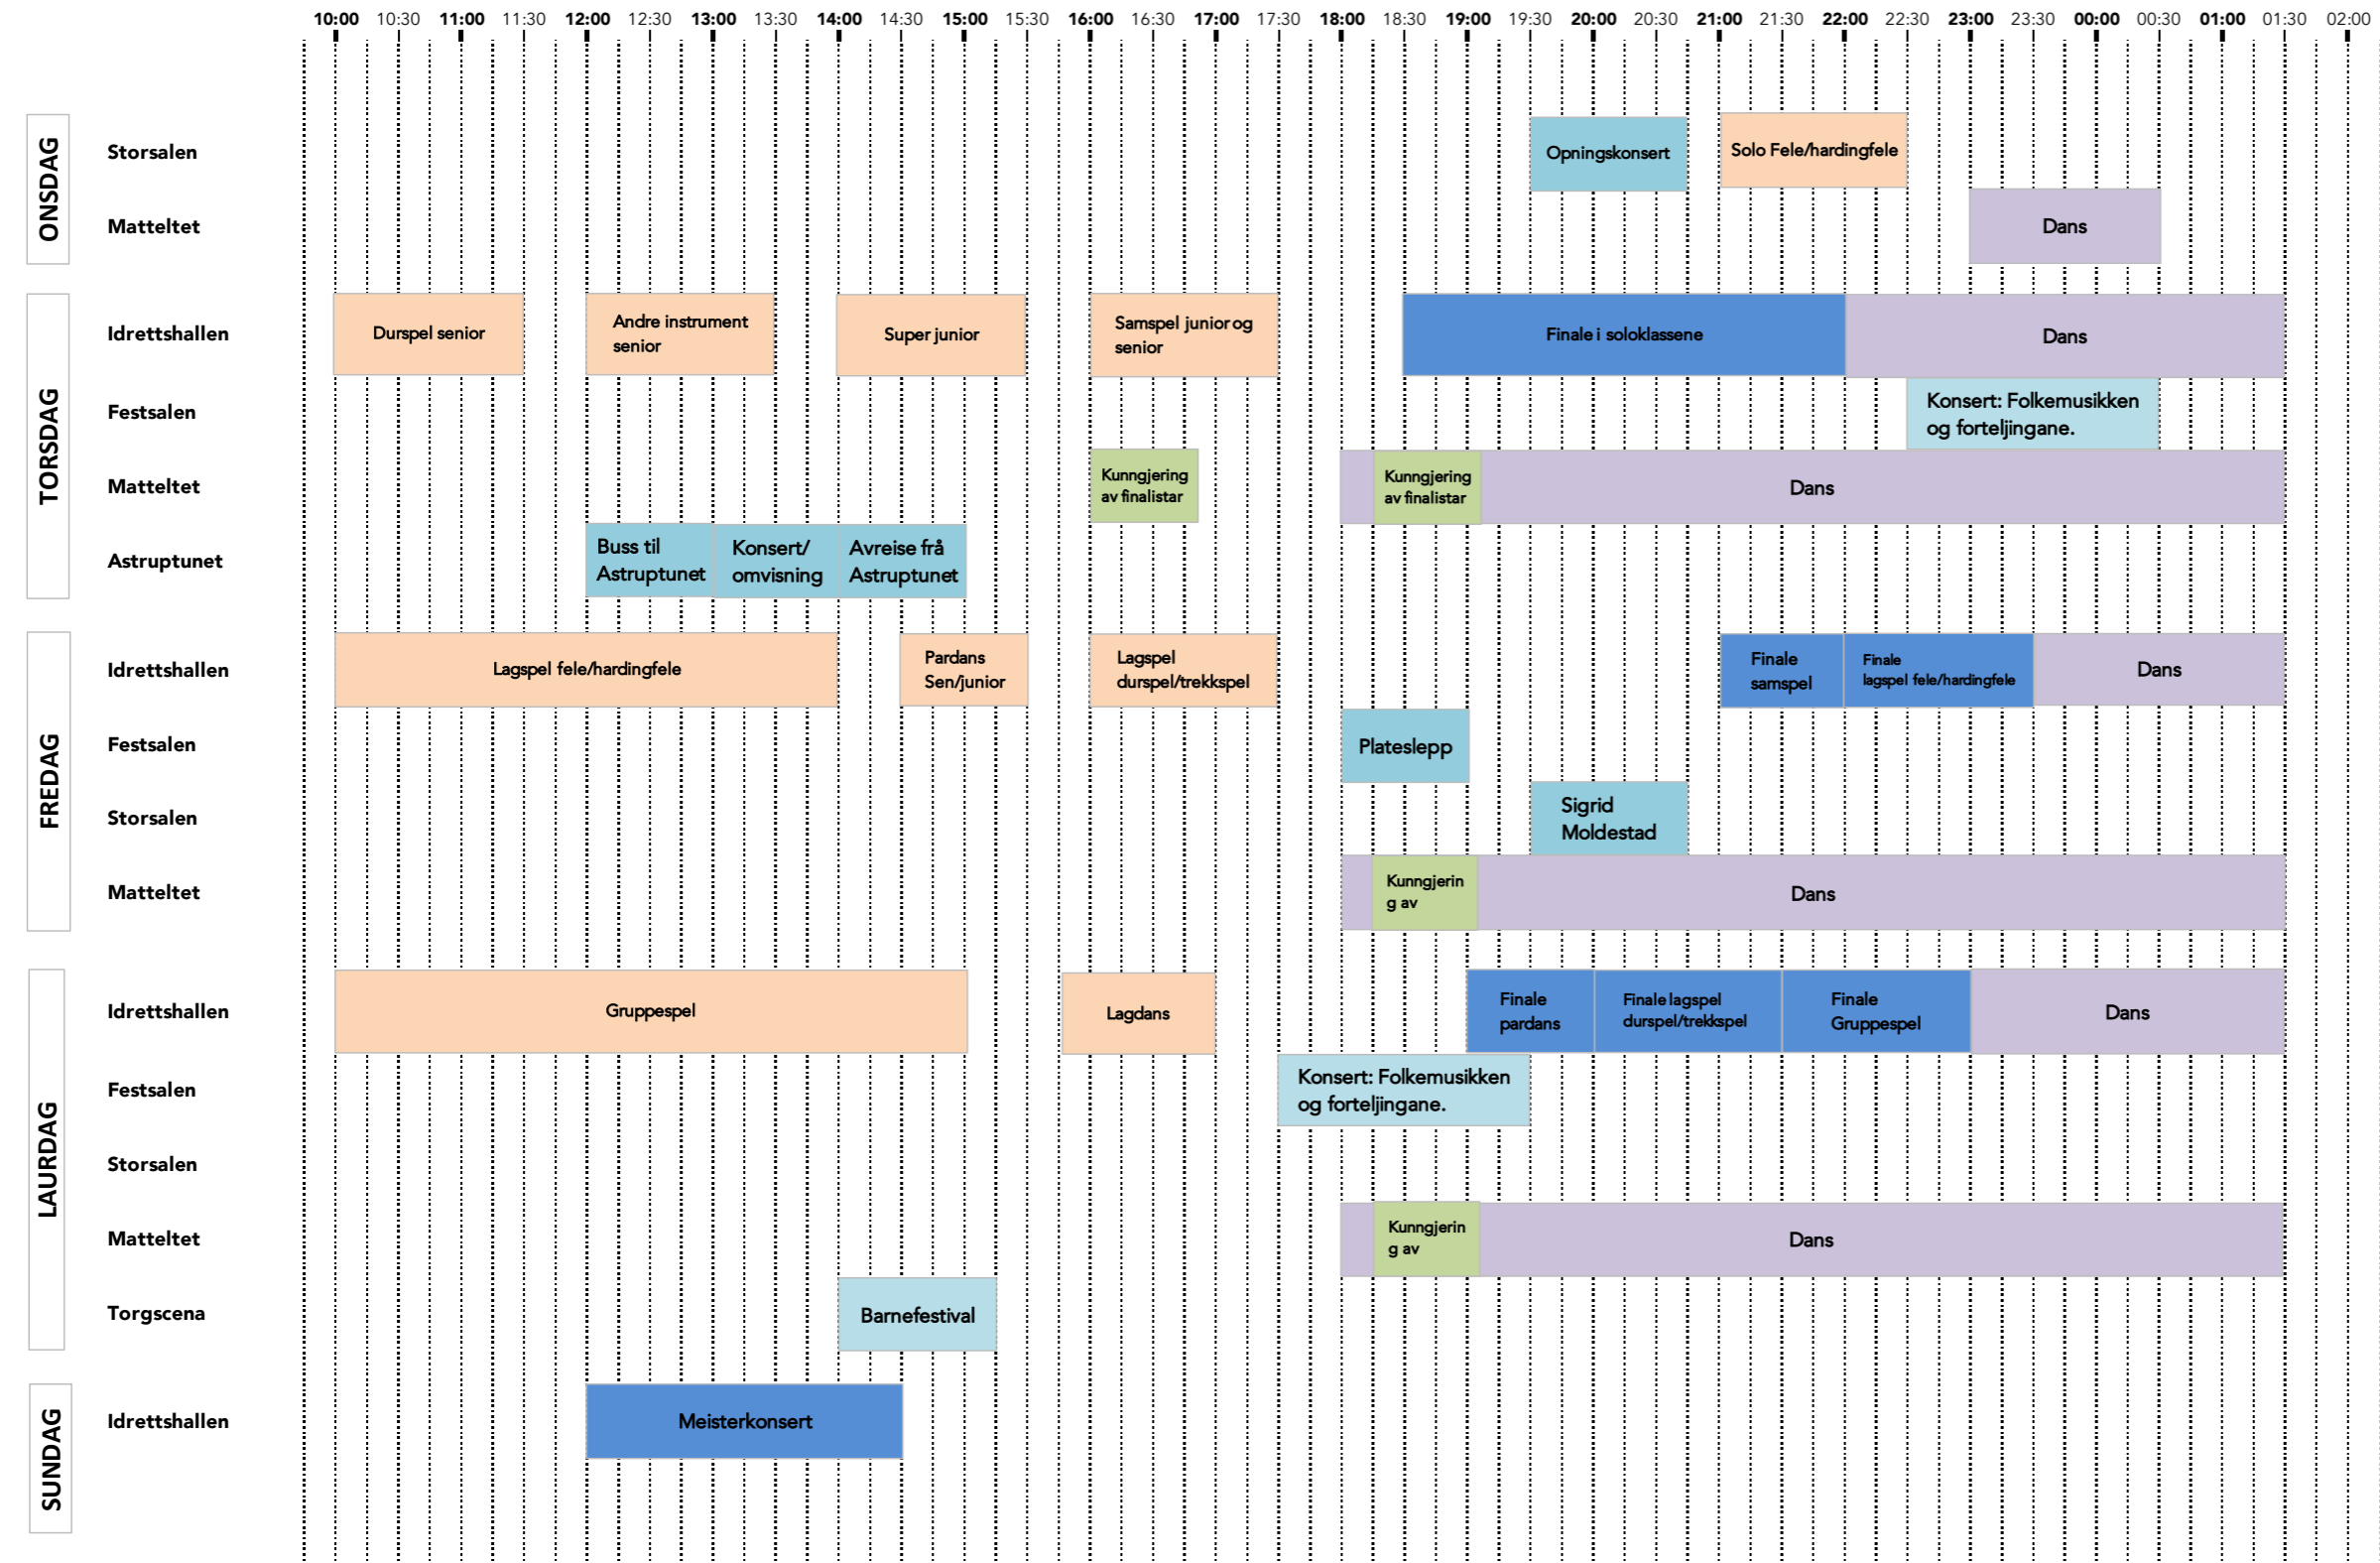 10:00 10:30 11:00 11:30 12:00 12:30 13:00 13:30 14:00 14:30 15:00 15:30 16:00 16:30 17:00 17:30 18:00 18:30 19:00 19:30 20:00 20:30 21:00 21:30 22:00 22:30 23:00 23:30 00:00 00:30 01:00 01:30 02:00
ONSDAG
Storsalen
Opningskonsert
Solo Fele/hardingfele
Matteltet
Dans
TORSDAG
Idrettshallen
Durspel senior
Andre instrument
senior
Super junior
Samspel junior og
senior
Finale i soloklassene
Dans
Festsalen
Konsert: Folkemusikken
og forteljingane.
Matteltet
Kunngjering
av finalistar
Kunngjering
av finalistar
Dans
Astruptunet
Buss til
Astruptunet
Konsert/
omvisning
Avreise frå
Astruptunet
FREDAG
Idrettshallen
Lagspel fele/hardingfele
Pardans
Sen/junior
Lagspel
durspel/trekkspel
Finale
samspel
Finale
lagspel fele/hardingfele
Dans
Festsalen
Plateslepp
Storsalen
Sigrid
Moldestad
Matteltet
Kunngjerin
g av
Dans
LAURDAG
Idrettshallen
Gruppespel
Lagdans
Finale
pardans
Finale lagspel
durspel/trekkspel
Finale
Gruppespel
Dans
Festsalen
Konsert: Folkemusikken
og forteljingane.
Storsalen
Matteltet
Kunngjerin
g av
Dans
Torgscena
Barnefestival
SUNDAG
Idrettshallen
Meisterkonsert